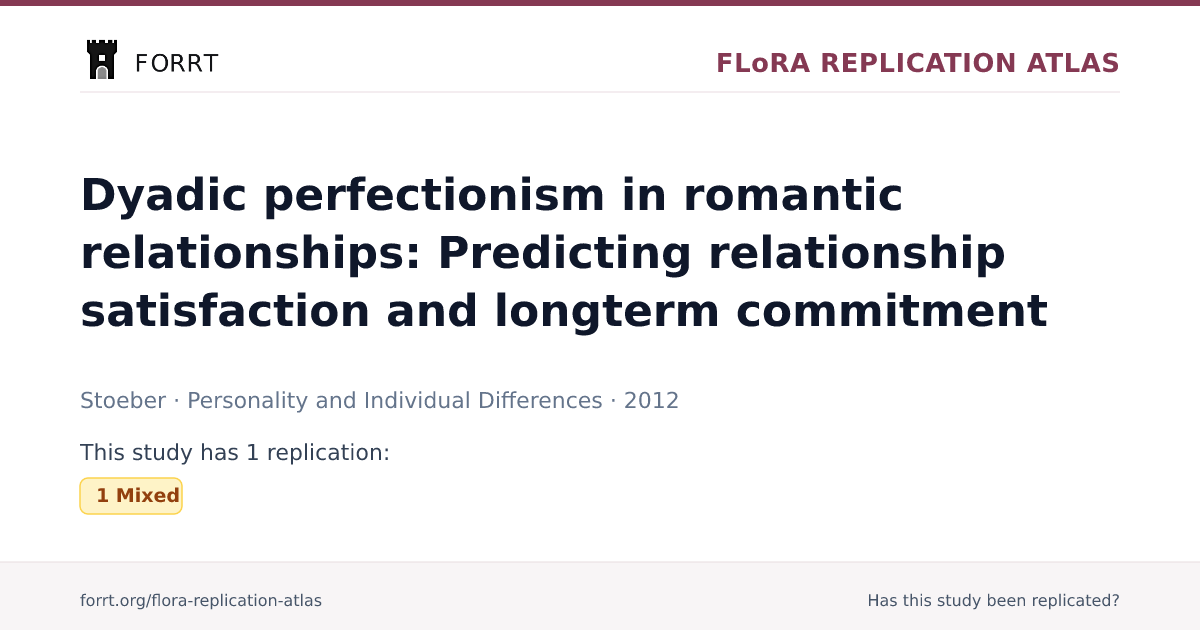 FORRT
FLoRA REPLICATION ATLAS
Dyadic perfectionism in romantic
relationships: Predicting relationship
satisfaction and longterm commitment
Stoeber · Personality and Individual Differences · 2012
This study has 1 replication:
1 Mixed
forrt.org/flora-replication-atlas
Has this study been replicated?